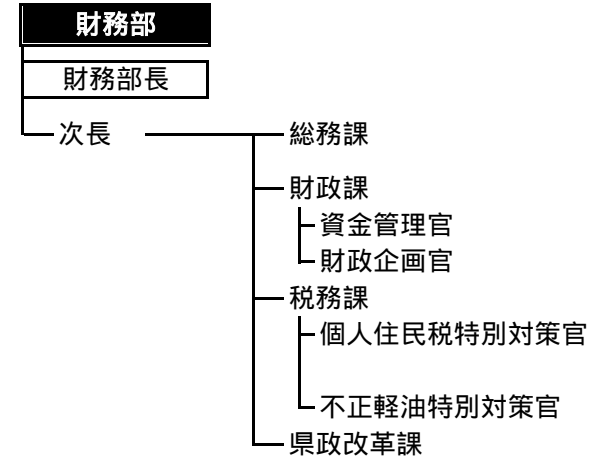 財務部
財務部長
次長
総務課
財政課
資金管理官
財政企画官
税務課
個人住民税特別対策官
不正軽油特別対策官
県政改革課